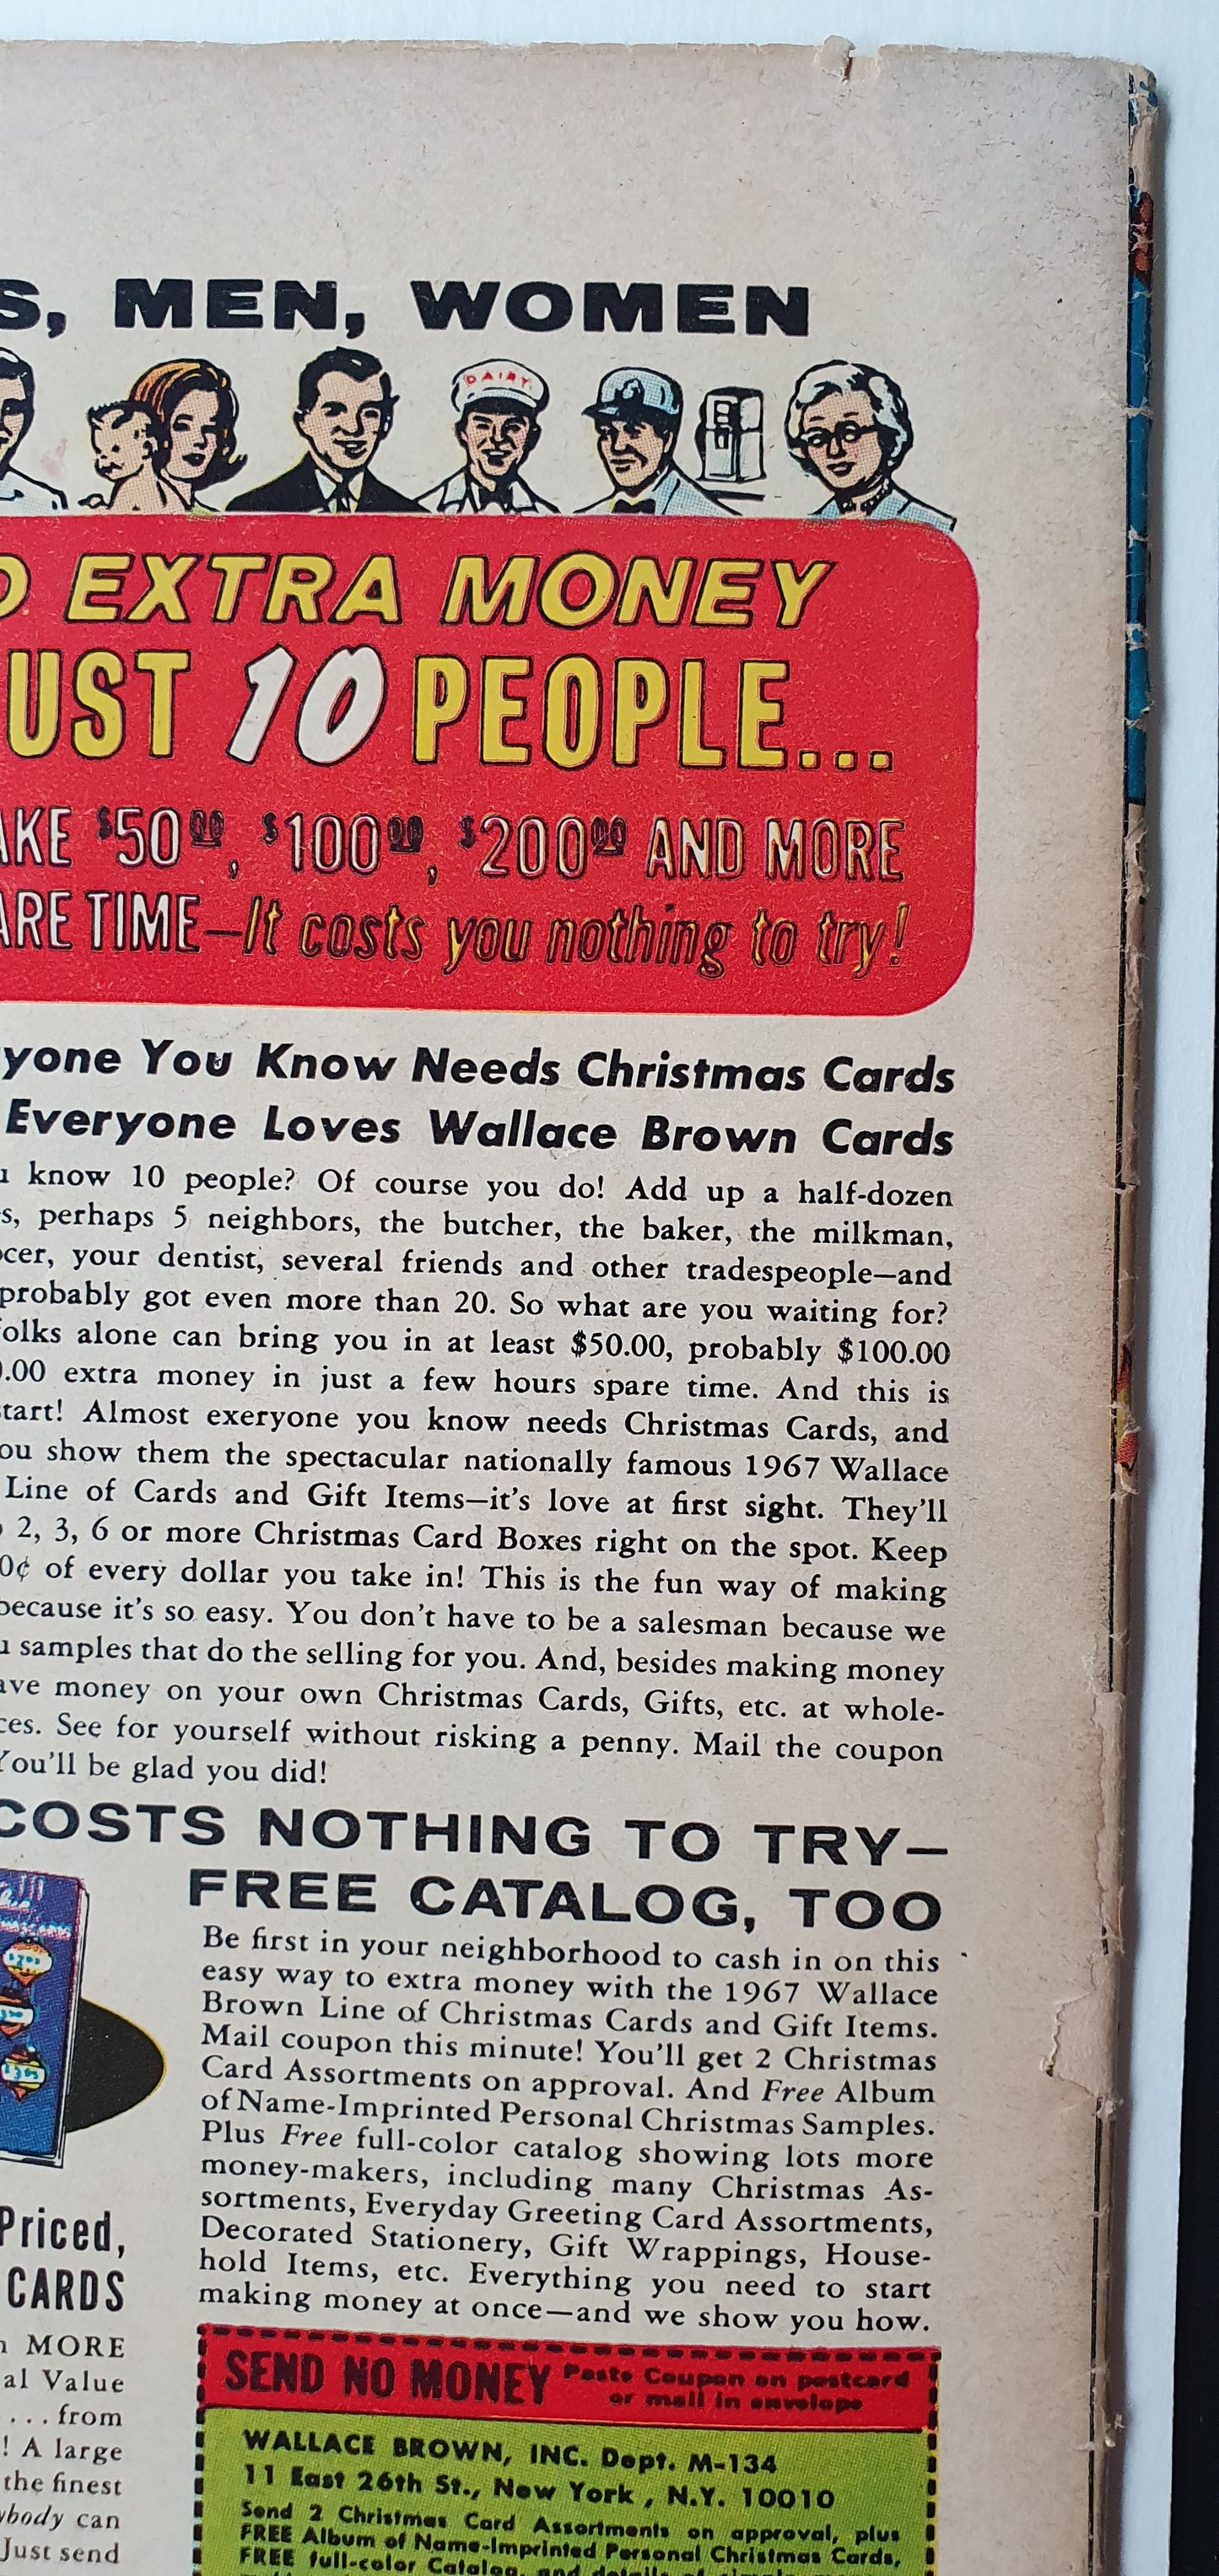 S, MEN, WOMEN
DAIRY
EXTRA MONEY
UST 10 PEOPLE...
AKE $50.00, $100.00, $200.00 AND MORE
ARE TIME—It costs you nothing to try!
yone You Know Needs Christmas Cards
Everyone Loves Wallace Brown Cards
u know 10 people? Of course you do! Add up a half-dozen
s, perhaps 5 neighbors, the butcher, the baker, the milkman,
ocer, your dentist, several friends and other tradespeople—and
probably got even more than 20. So what are you waiting for?
folks alone can bring you in at least $50.00, probably $100.00
0.00 extra money in just a few hours spare time. And this is
tart! Almost exeryone you know needs Christmas Cards, and
ou show them the spectacular nationally famous 1967 Wallace
Line of Cards and Gift Items—it's love at first sight. They'll
2, 3, 6 or more Christmas Card Boxes right on the spot. Keep
0¢ of every dollar you take in! This is the fun way of making
because it's so easy. You don't have to be a salesman because we
u samples that do the selling for you. And, besides making money
ave money on your own Christmas Cards, Gifts, etc. at whole-
ces. See for yourself without risking a penny. Mail the coupon
You'll be glad you did!
COSTS NOTHING TO TRY—
FREE CATALOG, TOO
Be first in your neighborhood to cash in on this
easy way to extra money with the 1967 Wallace
Brown Line of Christmas Cards and Gift Items.
Mail coupon this minute! You'll get 2 Christmas
Card Assortments on approval. And Free Album
of Name-Imprinted Personal Christmas Samples.
Plus Free full-color catalog showing lots more
money-makers, including many Christmas As-
sortments, Everyday Greeting Card Assortments,
Decorated Stationery, Gift Wrappings, House-
hold Items, etc. Everything you need to start
making money at once—and we show you how.
Priced,
CARDS
n MORE
al Value
... from
! A large
the finest
ybody can
Just send
SEND NO MONEY Paste Coupon on postcard
or mail in envelope
WALLACE BROWN, INC. Dept. M-134
11 East 26th St., New York, N.Y. 10010
Send 2 Christmas Card Assortments on approval, plus
FREE Album of Name-Imprinted Personal Christmas Cards,
FREE full-color Catalog, and details of